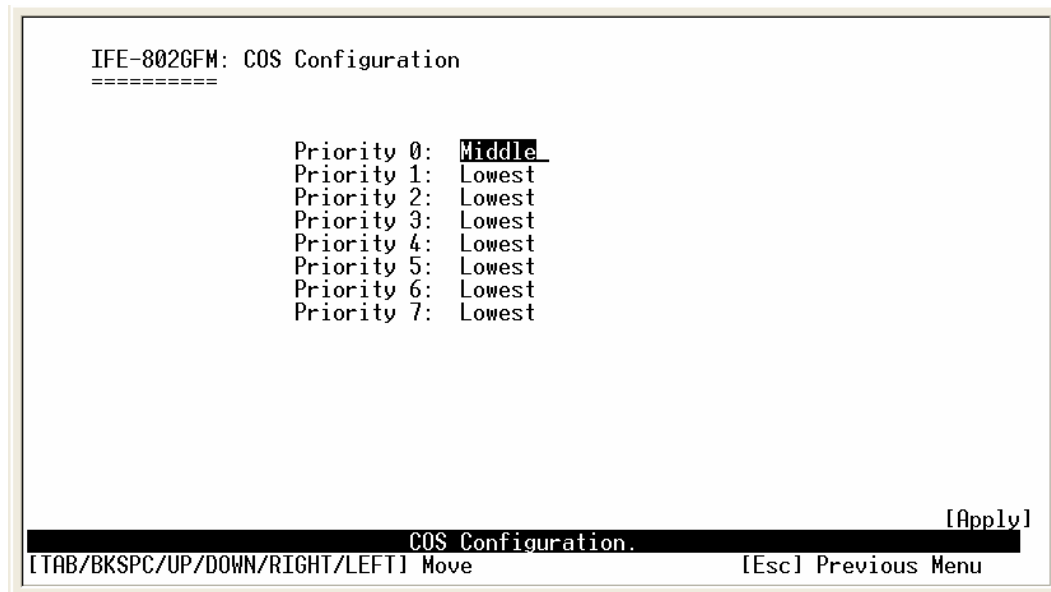 IFE-802GFM: COS Configuration
==========
Priority 0: Middle_
Priority 1: Lowest
Priority 2: Lowest
Priority 3: Lowest
Priority 4: Lowest
Priority 5: Lowest
Priority 6: Lowest
Priority 7: Lowest
[Apply]
COS Configuration.
[TAB/BKSPC/UP/DOWN/RIGHT/LEFT] Move [Esc] Previous Menu